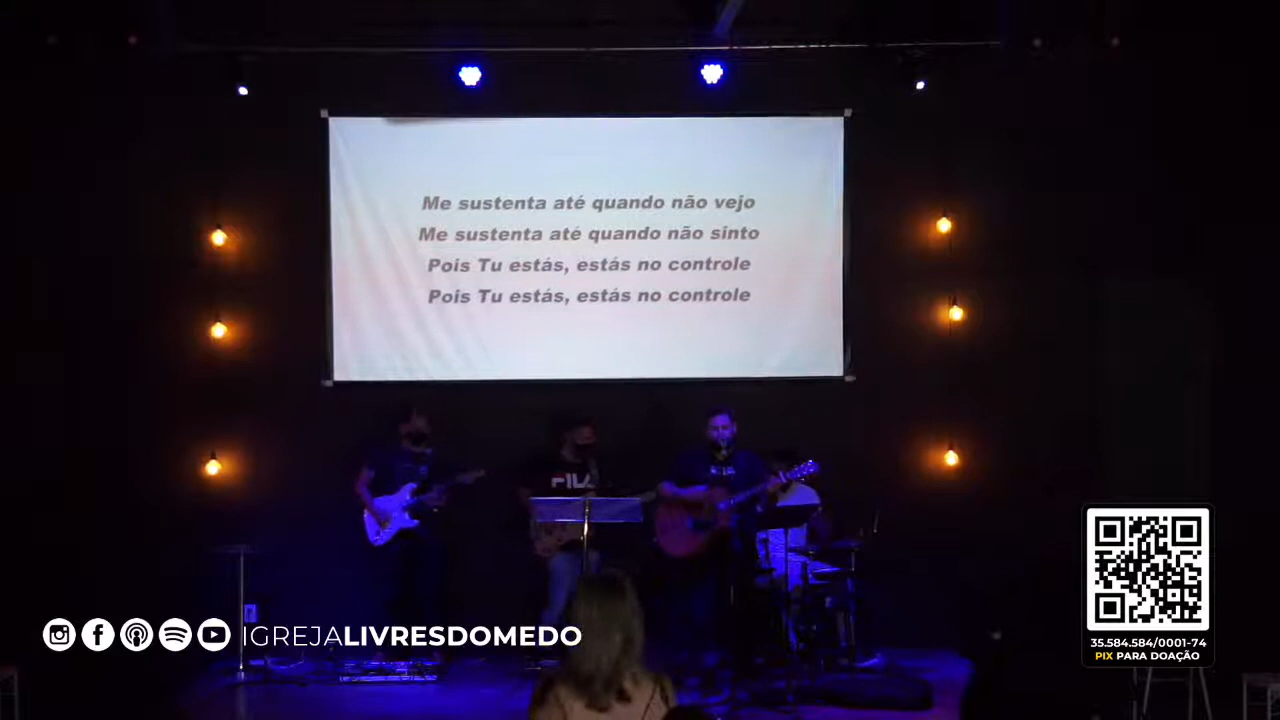 Me sustenta até quando não vejo
Me sustenta até quando não sinto
Pois Tu estás, estás no controle
Pois Tu estás, estás no controle
FILA
IGREJALIVRESDOMEDO
35.584.584/0001-74
PIX PARA DOAÇÃO